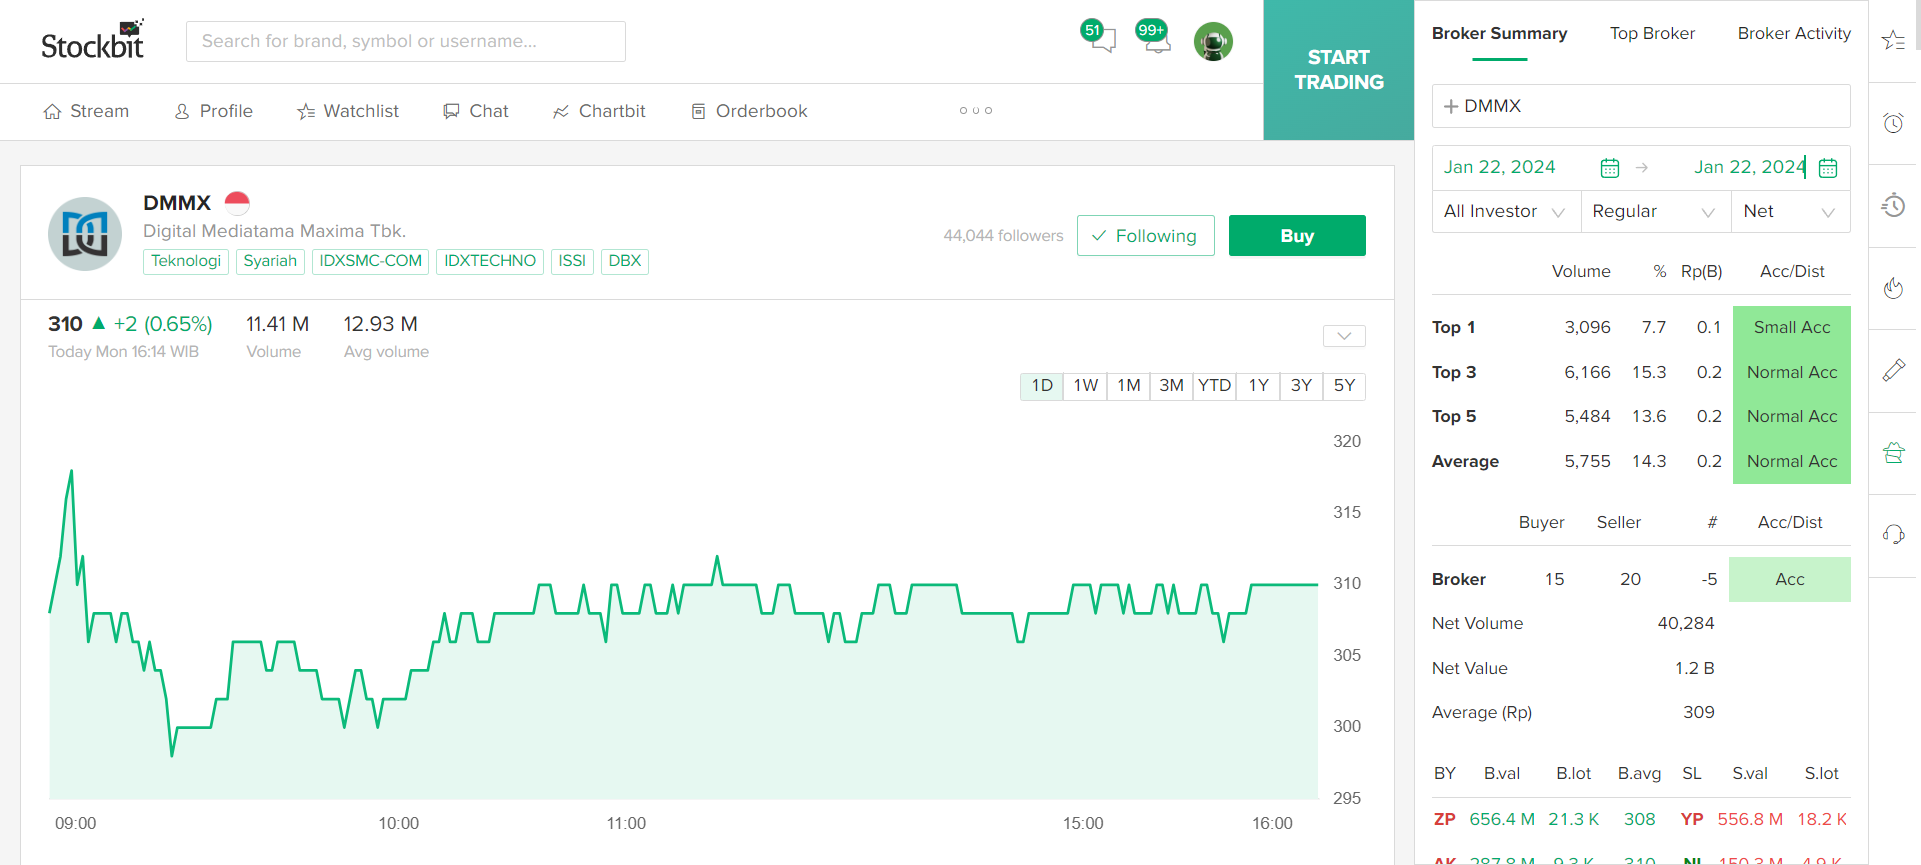 Stockbit
Search for brand, symbol or username...
51
99+
START
TRADING
Stream
Profile
Watchlist
Chat
Chartbit
Orderbook
DMMX
Digital Mediatama Maxima Tbk.
Teknologi
Syariah
IDXSMC-COM
IDXTECHNO
ISSI
DBX
44,044 followers
Following
Buy
310 ▲ +2 (0.65%)
Today Mon 16:14 WIB
11.41 M
Volume
12.93 M
Avg volume
1D 1W 1M 3M YTD 1Y 3Y 5Y
320
315
310
305
300
295
09:00 10:00 11:00 15:00 16:00
Broker Summary Top Broker Broker Activity
+ DMMX
Jan 22, 2024 → Jan 22, 2024
All Investor Regular Net
Volume % Rp(B) Acc/Dist
Top 1 3,096 7.7 0.1 Small Acc
Top 3 6,166 15.3 0.2 Normal Acc
Top 5 5,484 13.6 0.2 Normal Acc
Average 5,755 14.3 0.2 Normal Acc
Buyer Seller # Acc/Dist
Broker 15 20 -5 Acc
Net Volume 40,284
Net Value 1.2 B
Average (Rp) 309
BY B.val B.lot B.avg SL S.val S.lot
ZP 656.4 M 21.3 K 308 YP 556.8 M 18.2 K